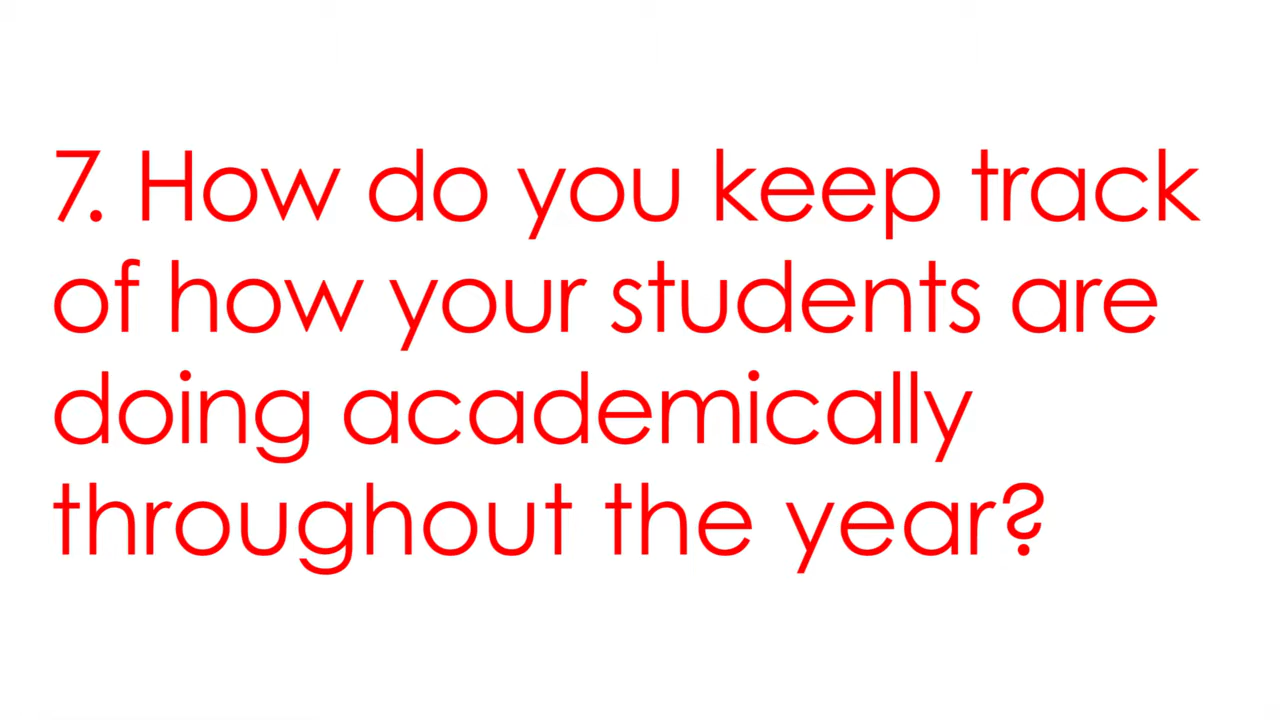 7. How do you keep track
of how your students are
doing academically
throughout the year?